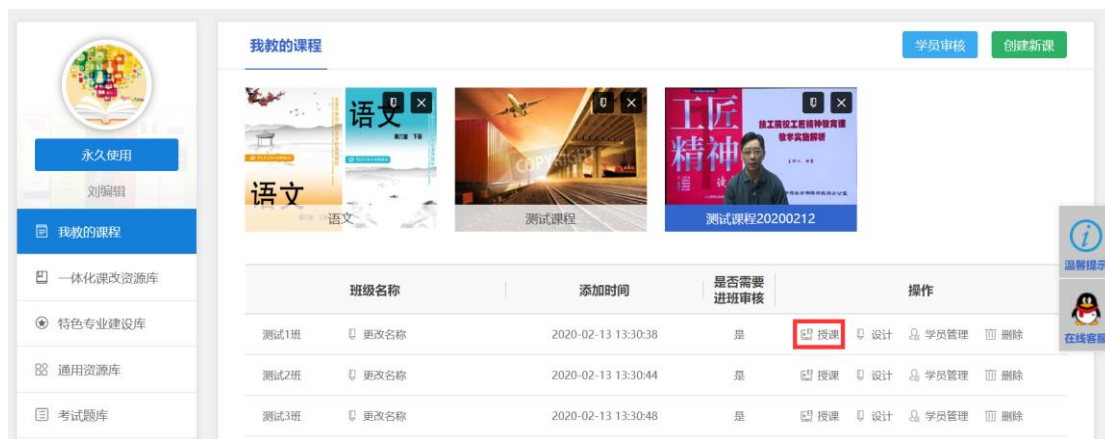 我教的课程
学员审核
创建新课
永久使用
刘编辑
我教的课程
一体化课改资源库
特色专业建设库
通用资源库
考试题库
语文
语文
语文
COPYRIGHT
测试课程
工匠
精神
技工院校工匠精神教育课
教学实施解析
测试课程20200212
温馨提示
在线客服
班级名称 添加时间 是否需要
进班审核 操作
测试1班 更改名称 2020-02-13 13:30:38 是 授课 设计 学员管理 删除
测试2班 更改名称 2020-02-13 13:30:44 是 授课 设计 学员管理 删除
测试3班 更改名称 2020-02-13 13:30:48 是 授课 设计 学员管理 删除